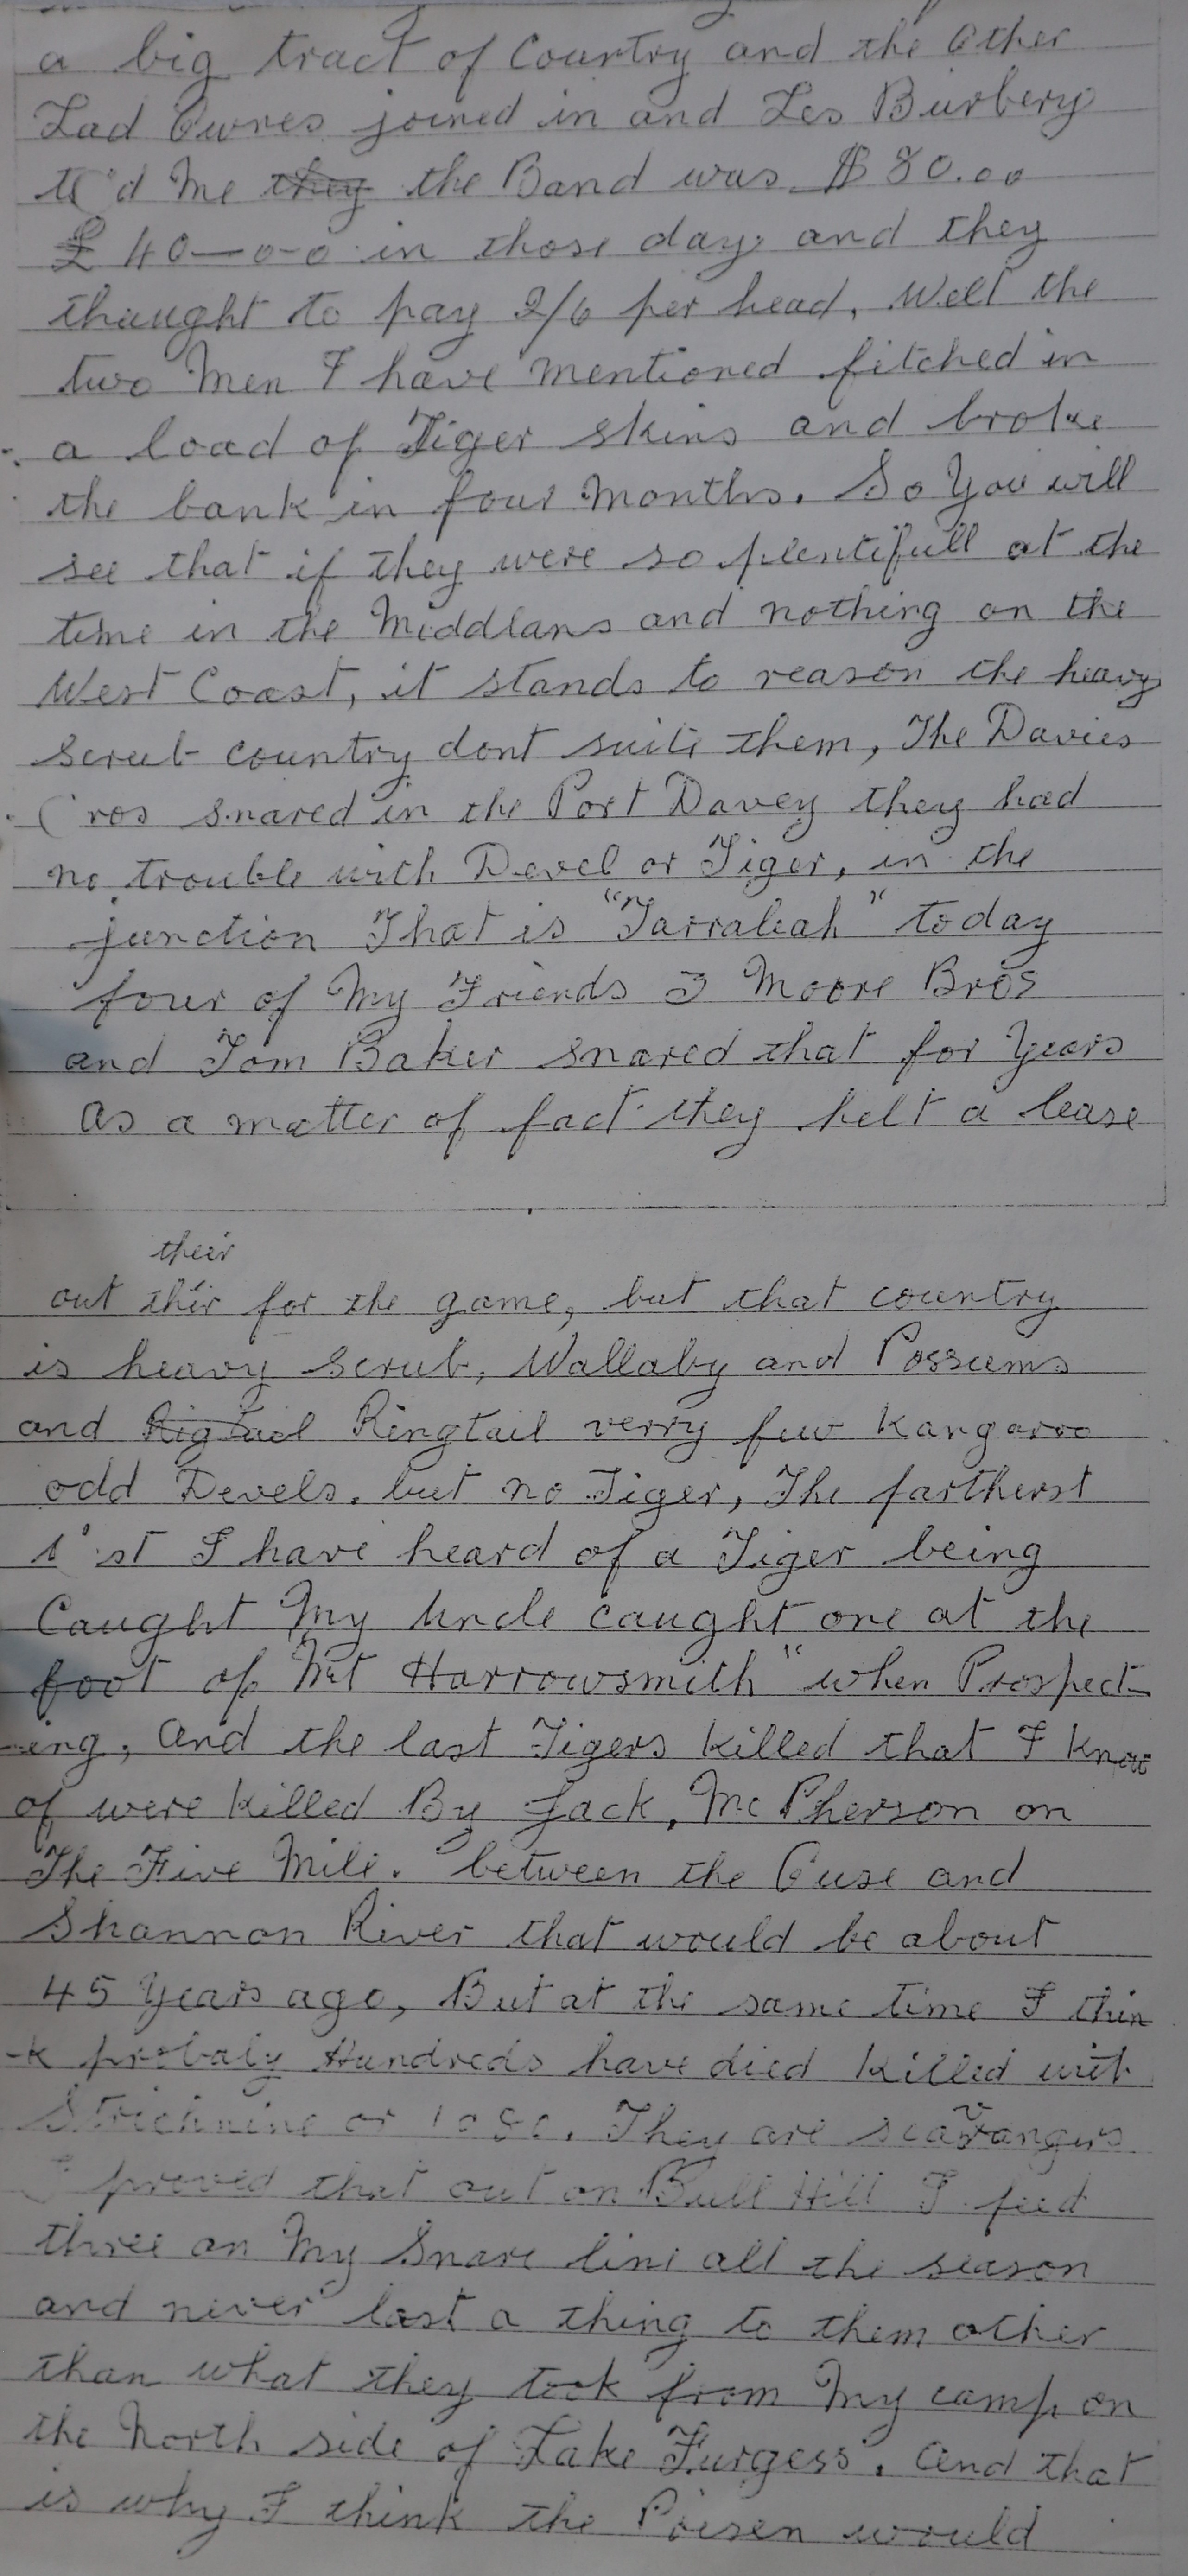 a big tract of Country and the Other
Lad Ownes joined in and Les Burbery
to'd Me they the Band was $ 80.00
£ 40-0-0 in those day and they
thaught to pay 2/6 per head, Well the
two Men I have mentioned fitched in
a load of Tiger skins and broke
the bank in four Months. So You will
see that if they were so plentifull at the
time in the Middlans and nothing on the
West Coast, it stands to reason the heavy
scrub country dont suite them, The Davies
ros snared in the Port Davey they had
no trouble with Devel or Tiger, in the
junction That is "Tarraleah" today
four of My Friends 3 Moore Bros
and Tom Baker snared that for Years
as a matter of fact they helt a lease
their
out thir for the game, but that country
is heavy scrub, Wallaby and Possums
and Rigtail Ringtail verry few Kangaroo
odd Devels. but no Tiger, The fartherst
st I have heard of a Tiger being
Caught My Uncle caught one at the
foot of "Mt Harrowsmith" when Prospect-
-ing, and the last Tigers killed that I know
of were killed By Jack, Mc Pherson on
The Five Mile. between the Ouse and
Shannon River that would be about
45 Years ago, But at the same time I thin
-k probaly Hundreds have died killed with
Strichnine or 1080. They are scavangers
I proved that out on Bull Hill I feed
three on My Snare line all the season
and never last a thing to them other
than what they took from My camp on
the North side of Lake Furgess. and that
is why I think the Poisen would